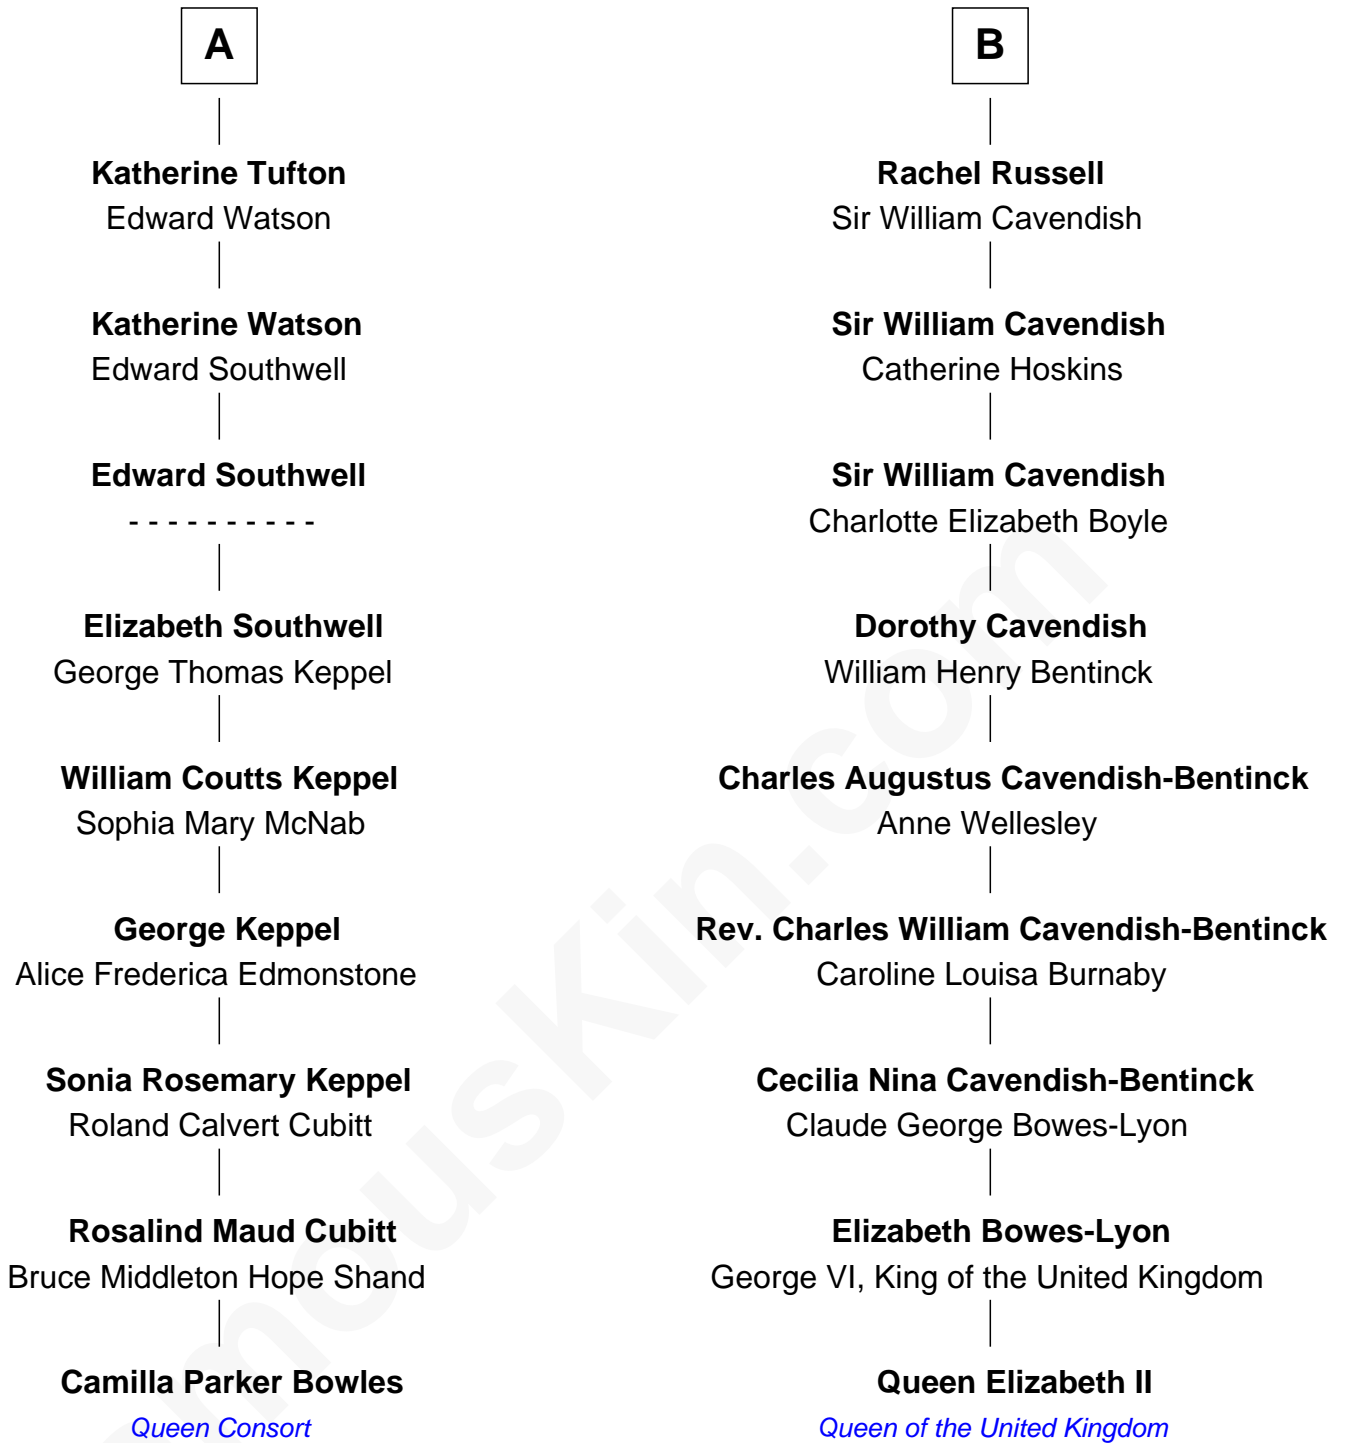 A
B
Katherine Tufton
Edward Watson
Rachel Russell
Sir William Cavendish
Katherine Watson
Edward Southwell
Sir William Cavendish
Catherine Hoskins
Edward Southwell
- - - - - - - - - -
Sir William Cavendish
Charlotte Elizabeth Boyle
Elizabeth Southwell
George Thomas Keppel
Dorothy Cavendish
William Henry Bentinck
William Coutts Keppel
Sophia Mary McNab
Charles Augustus Cavendish-Bentinck
Anne Wellesley
George Keppel
Alice Frederica Edmonstone
Rev. Charles William Cavendish-Bentinck
Caroline Louisa Burnaby
Sonia Rosemary Keppel
Roland Calvert Cubitt
Cecilia Nina Cavendish-Bentinck
Claude George Bowes-Lyon
Rosalind Maud Cubitt
Bruce Middleton Hope Shand
Elizabeth Bowes-Lyon
George VI, King of the United Kingdom
Camilla Parker Bowles
Queen Consort
Queen Elizabeth II
Queen of the United Kingdom
mousKin.com